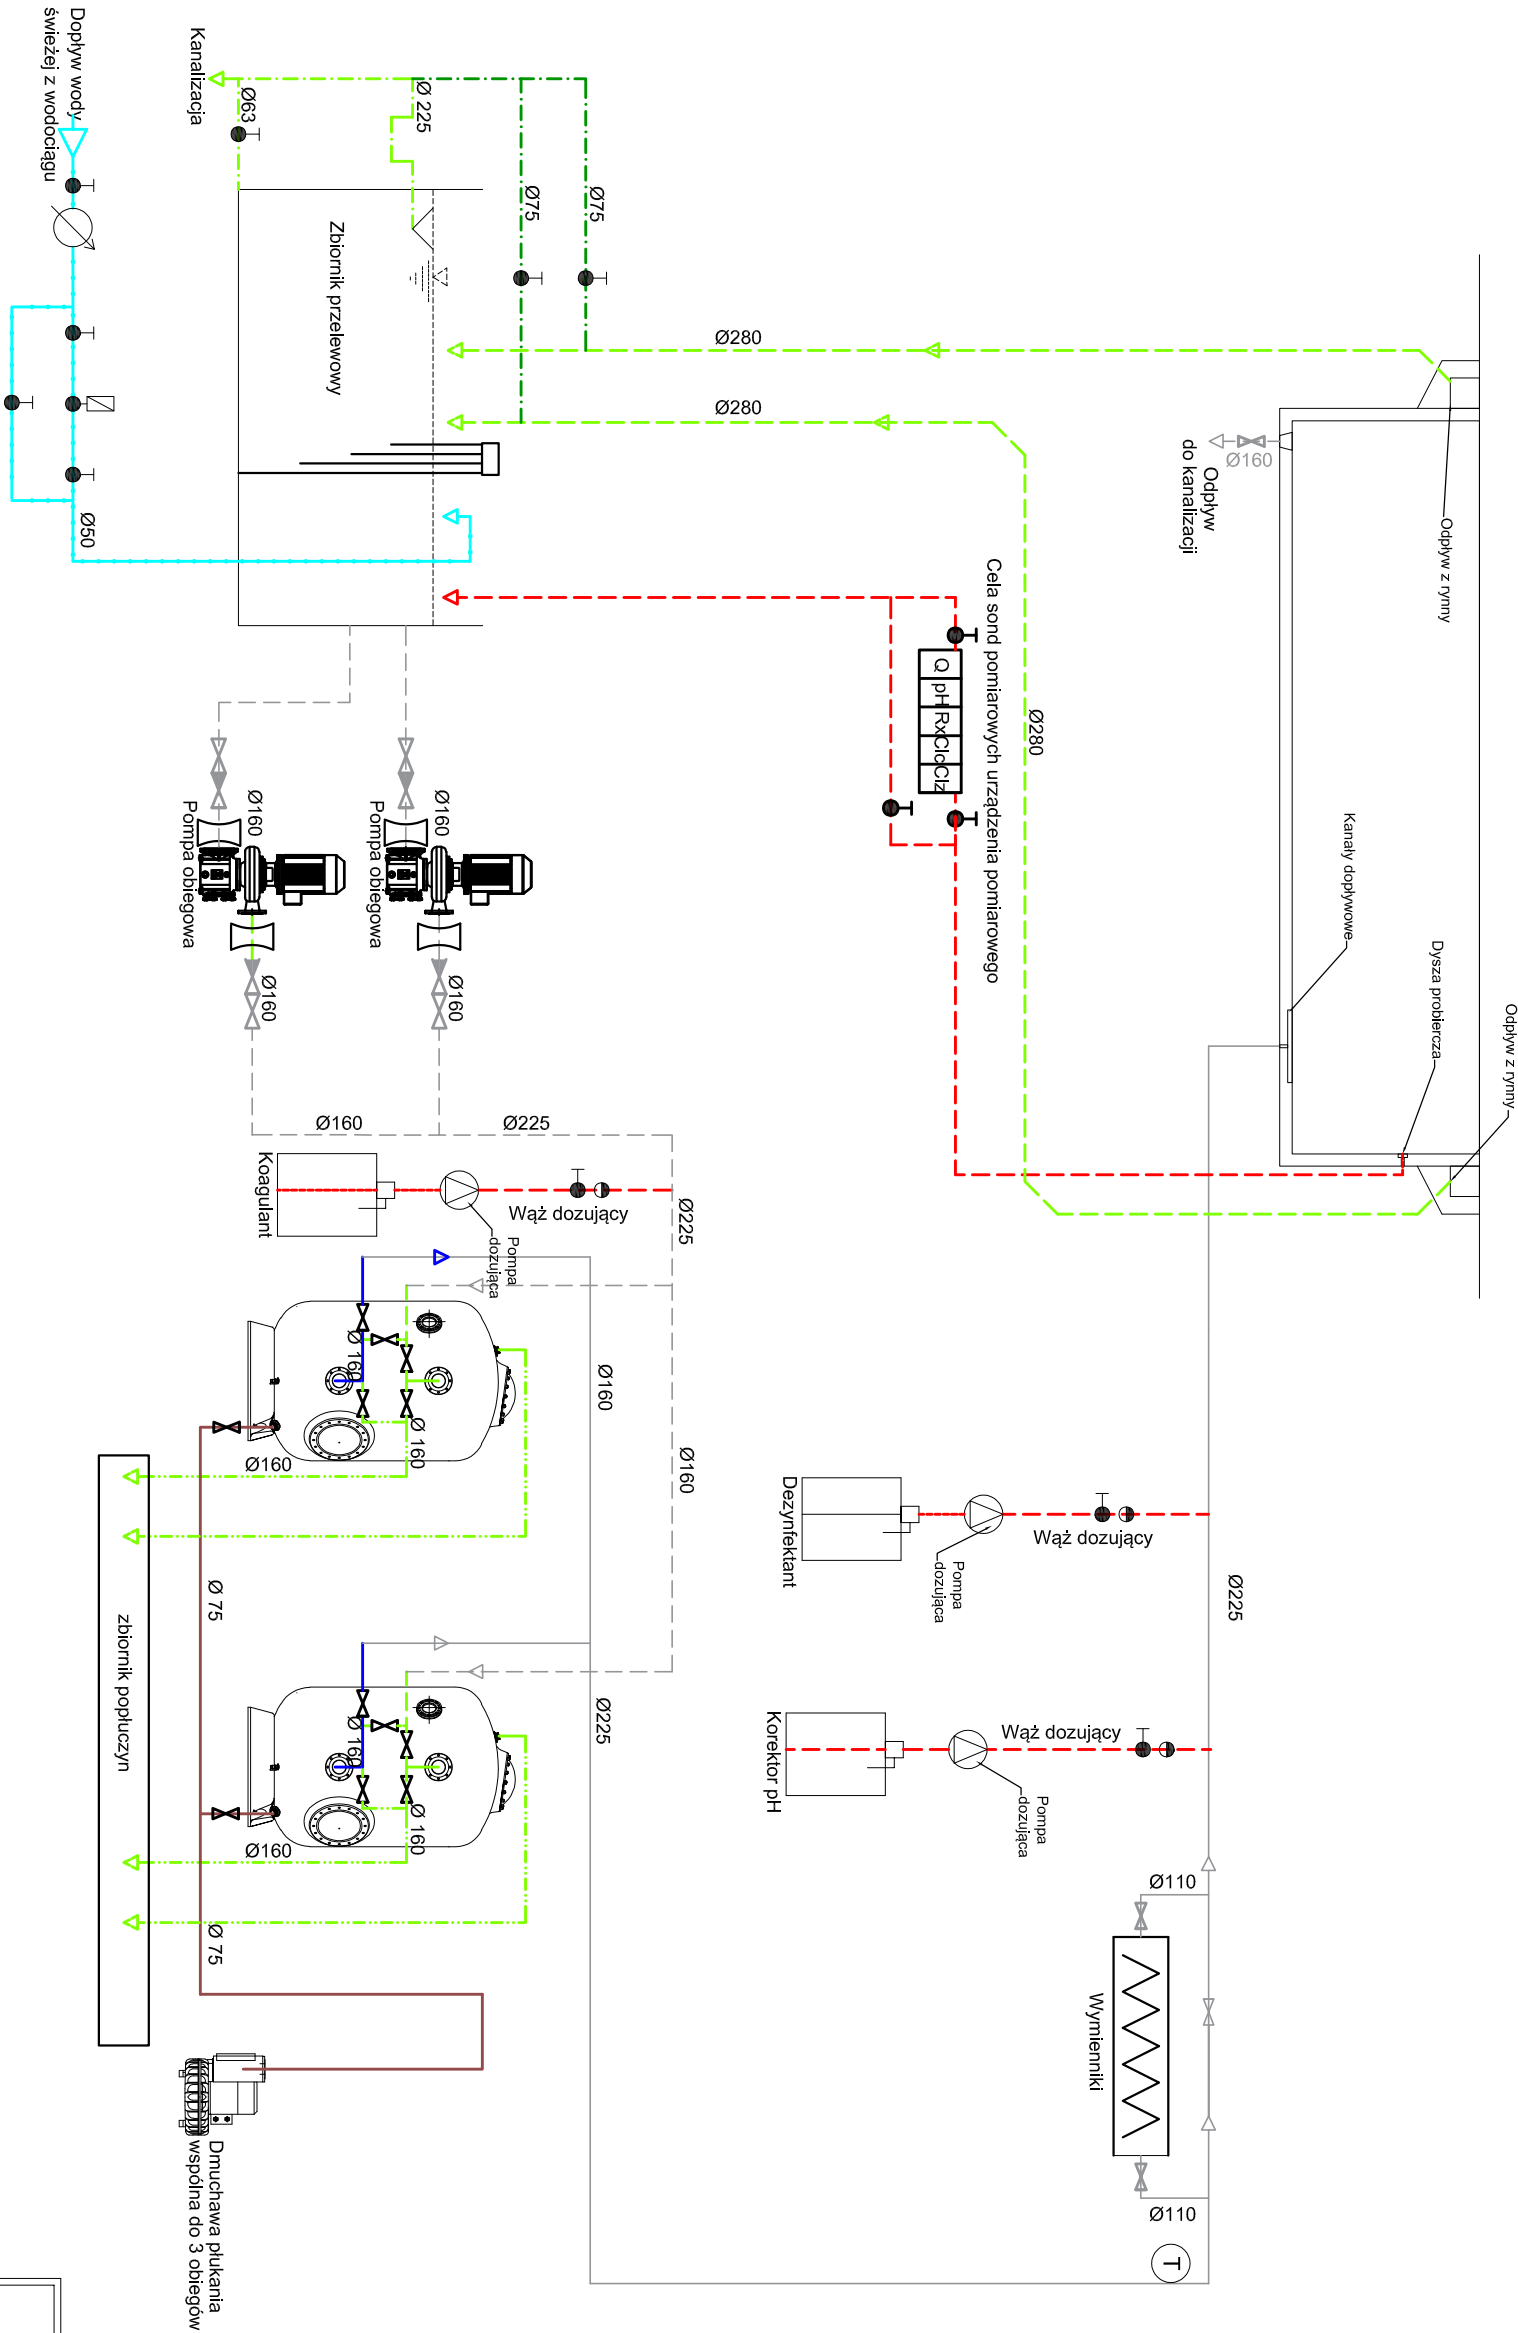 Odpływ z rynny
Dysza probiercza
Odpływ z rynny
Kanały dopływowe
Odpływ
do kanalizacji
Ø160
Ø280
Cela sond pomiarowych urządzenia pomiarowego
Q
pH
Rx
Clc
Clz
Ø280
Ø280
Ø75
Ø75
Ø 225
Ø63
Kanalizacja
Dopływ wody
świeżej z wodociągu
Ø50
Zbiornik przelewowy
Ø160
Pompa obiegowa
Ø160
Ø160
Pompa obiegowa
Ø160
Ø160
Ø225
Koagulant
Pompa
dozująca
Wąż dozujący
Ø225
Ø 160
Ø 160
Ø160
Ø160
Ø160
Ø 75
Ø 160
Ø 160
Ø160
Ø225
Ø 75
zbiornik popłuczyn
Dmuchawa płukania
wspólna do 3 obiegów
Dezynfektant
Pompa
dozująca
Wąż dozujący
Ø225
Korektor pH
Pompa
dozująca
Wąż dozujący
Ø110
Wymienniki
Ø110
T